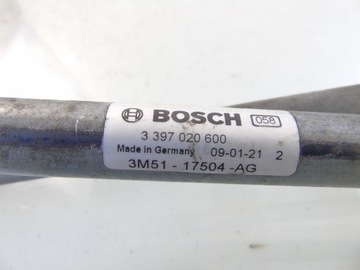 BOSCH 058
3 397 020 600
Made in Germany 09-01-21 2
3M51 - 17504 -AG